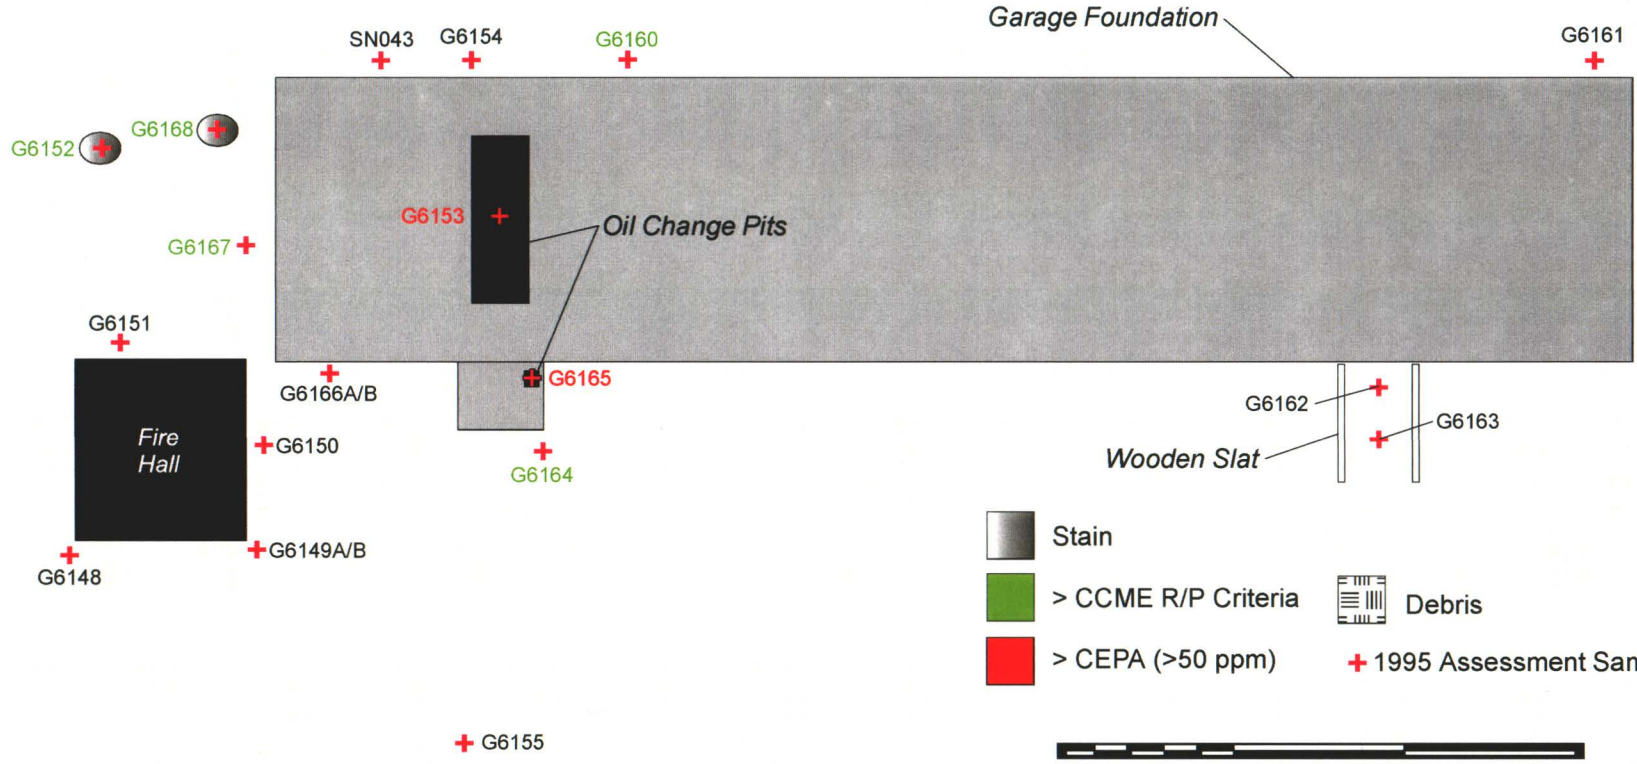 Garage Foundation
SN043
G6154
G6160
G6161
G6168
G6152
G6153
Oil Change Pits
G6167
G6151
G6166A/B
G6165
G6162
G6163
Fire
Hall
G6150
G6164
Wooden Slat
Stain
G6149A/B
G6148
> CCME R/P Criteria
Debris
> CEPA (>50 ppm)
1995 Assessment Sam
G6155